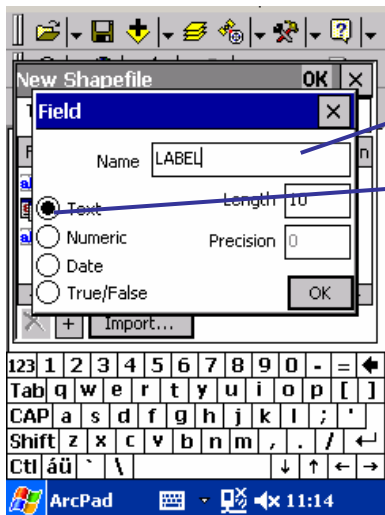 New Shapefile OK
Field
Name LABEL
Text Length 10
Numeric Precision 0
Date
True/False OK
Import...
123 1 2 3 4 5 6 7 8 9 0 - =
Tab q w e r t y u i o p [ ]
CAP a s d f g h j k l ; '
Shift z x c v b n m , . /
Ctl áü ` \
ArcPad 11:14